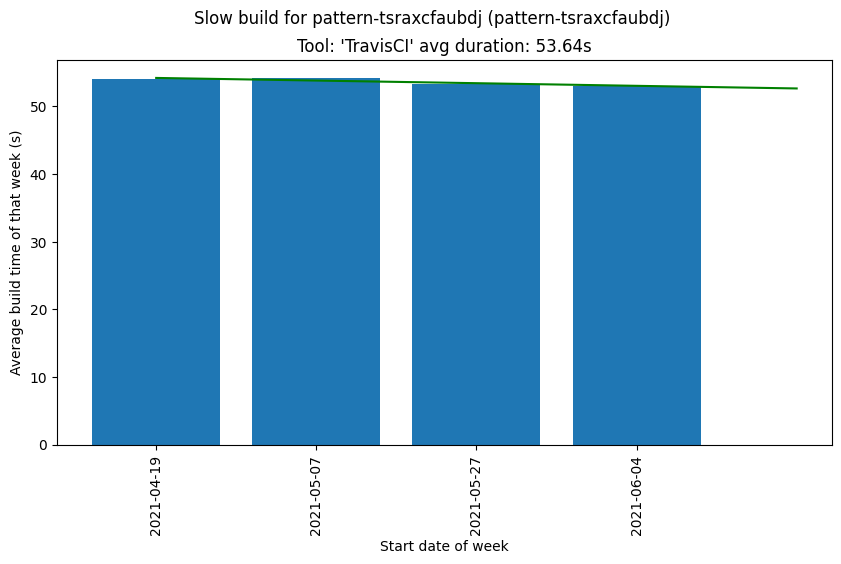 Slow build for pattern-tsraxcfaubdj (pattern-tsraxcfaubdj)
Tool: 'TravisCI' avg duration: 53.64s
Average build time of that week (s)
50
40
30
20
10
0
2021-04-19
2021-05-07
2021-05-27
2021-06-04
Start date of week